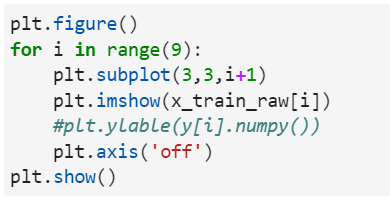 plt.figure()
for i in range(9):
    plt.subplot(3,3,i+1)
    plt.imshow(x_train_raw[i])
    #plt.ylable(y[i].numpy())
    plt.axis('off')
plt.show()